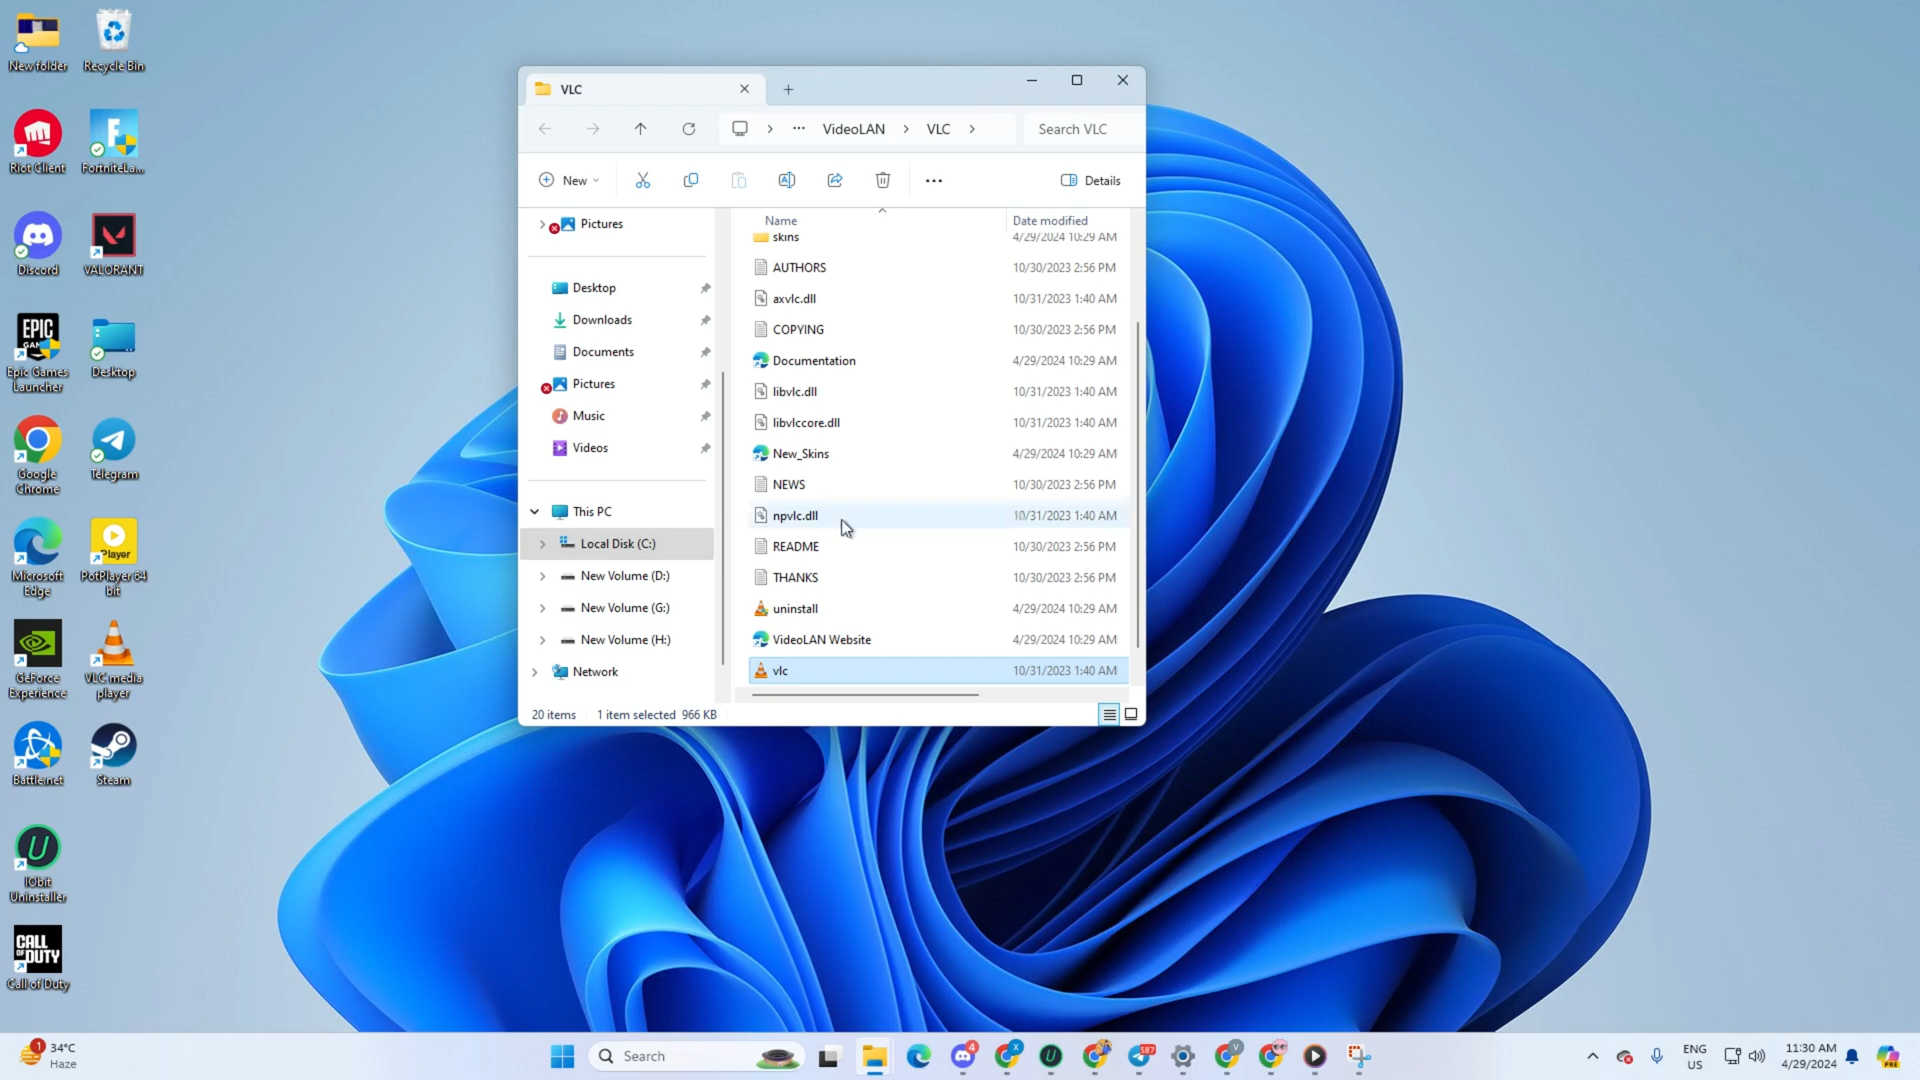 New folder
Recycle Bin
Riot Client
FortniteLa...
Discord
VALORANT
EPIC
Epic Games
Launcher
Desktop
Google
Chrome
Telegram
Microsoft
Edge
Player
PotPlayer 64
bit
GeForce
Experience
VLC media
player
Battle.net
Steam
IObit
Uninstaller
CALL
OF DUTY
Call of Duty
VLC
VideoLAN
VLC
Search VLC
New
Details
Name
Date modified
Pictures
Desktop
Downloads
Documents
Pictures
Music
Videos
This PC
Local Disk (C:)
New Volume (D:)
New Volume (G:)
New Volume (H:)
Network
skins 4/29/2024 10:29 AM
AUTHORS 10/30/2023 2:56 PM
axvlc.dll 10/31/2023 1:40 AM
COPYING 10/30/2023 2:56 PM
Documentation 4/29/2024 10:29 AM
libvlc.dll 10/31/2023 1:40 AM
libvlccore.dll 10/31/2023 1:40 AM
New_Skins 4/29/2024 10:29 AM
NEWS 10/30/2023 2:56 PM
npvlc.dll 10/31/2023 1:40 AM
README 10/30/2023 2:56 PM
THANKS 10/30/2023 2:56 PM
uninstall 4/29/2024 10:29 AM
VideoLAN Website 4/29/2024 10:29 AM
vlc 10/31/2023 1:40 AM
20 items 1 item selected 966 KB
1
34°C
Haze
Search
4
X
587
V
ENG
US
11:30 AM
4/29/2024
PRE